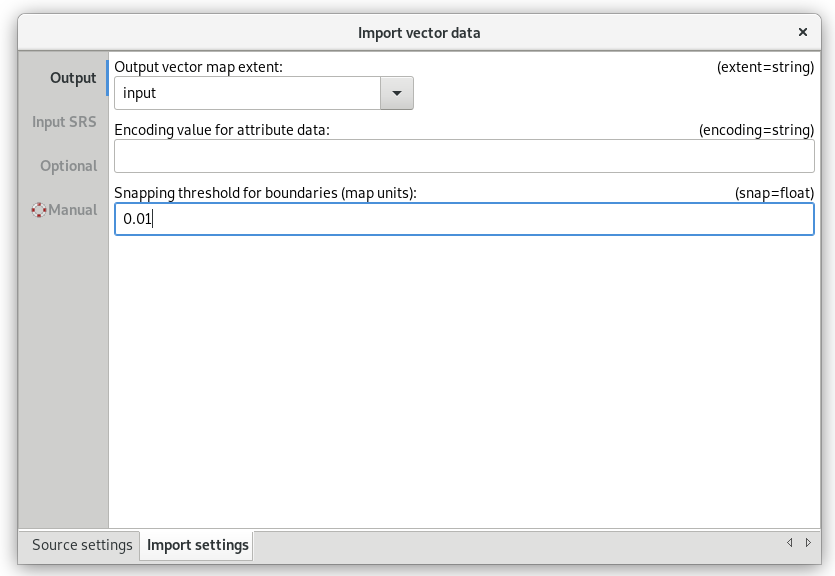 Import vector data
Output
Input SRS
Optional
Manual
Output vector map extent: (extent=string)
input
Encoding value for attribute data: (encoding=string)
Snapping threshold for boundaries (map units): (snap=float)
0.01
Source settings
Import settings